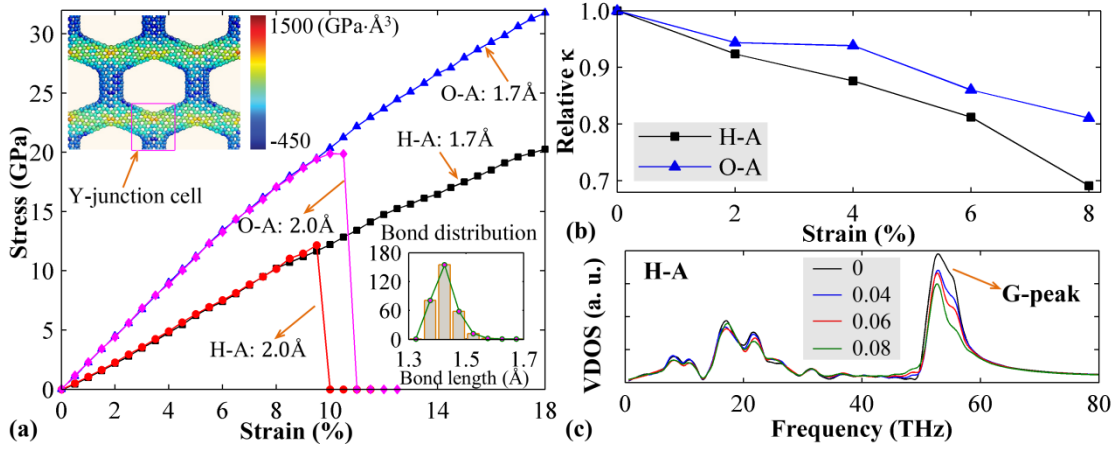 1500 (GPa·Å³)
-450
Y-junction cell
O-A: 1.7Å
H-A: 1.7Å
O-A: 2.0Å
H-A: 2.0Å
Bond distribution
180
120
60
0
1.3 1.5 1.7
Bond length (Å)
Stress (GPa)
30
25
20
15
10
5
0
0 2 4 6 8 10 14 16 18
(a) Strain (%)
Relative κ
1.0
0.9
0.8
0.7
H-A
O-A
0 2 4 6 8
(b) Strain (%)
H-A
0
0.04
0.06
0.08
G-peak
VDOS (a. u.)
0 20 40 60 80
(c) Frequency (THz)